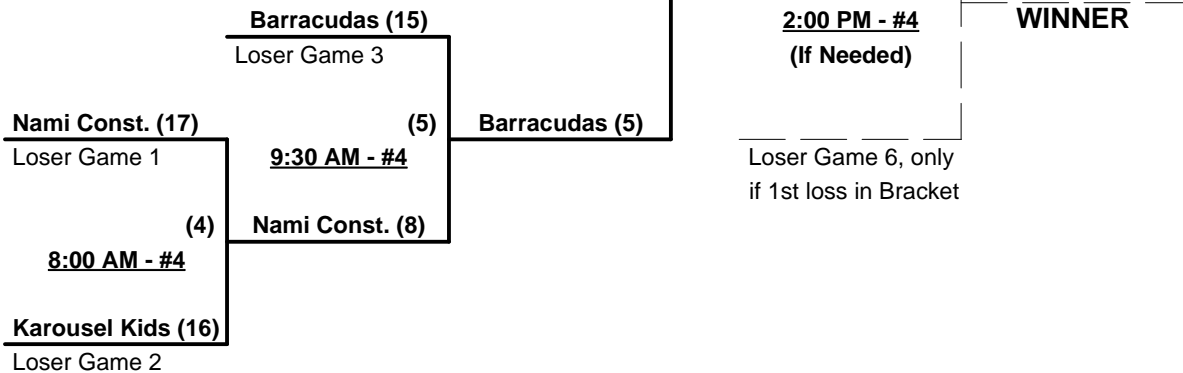 Barracudas (15)
Loser Game 3
2:00 PM - #4
(If Needed)
WINNER
Nami Const. (17)
Loser Game 1
(5)
9:30 AM - #4
Barracudas (5)
Loser Game 6, only
if 1st loss in Bracket
(4)
8:00 AM - #4
Nami Const. (8)
Karousel Kids (16)
Loser Game 2